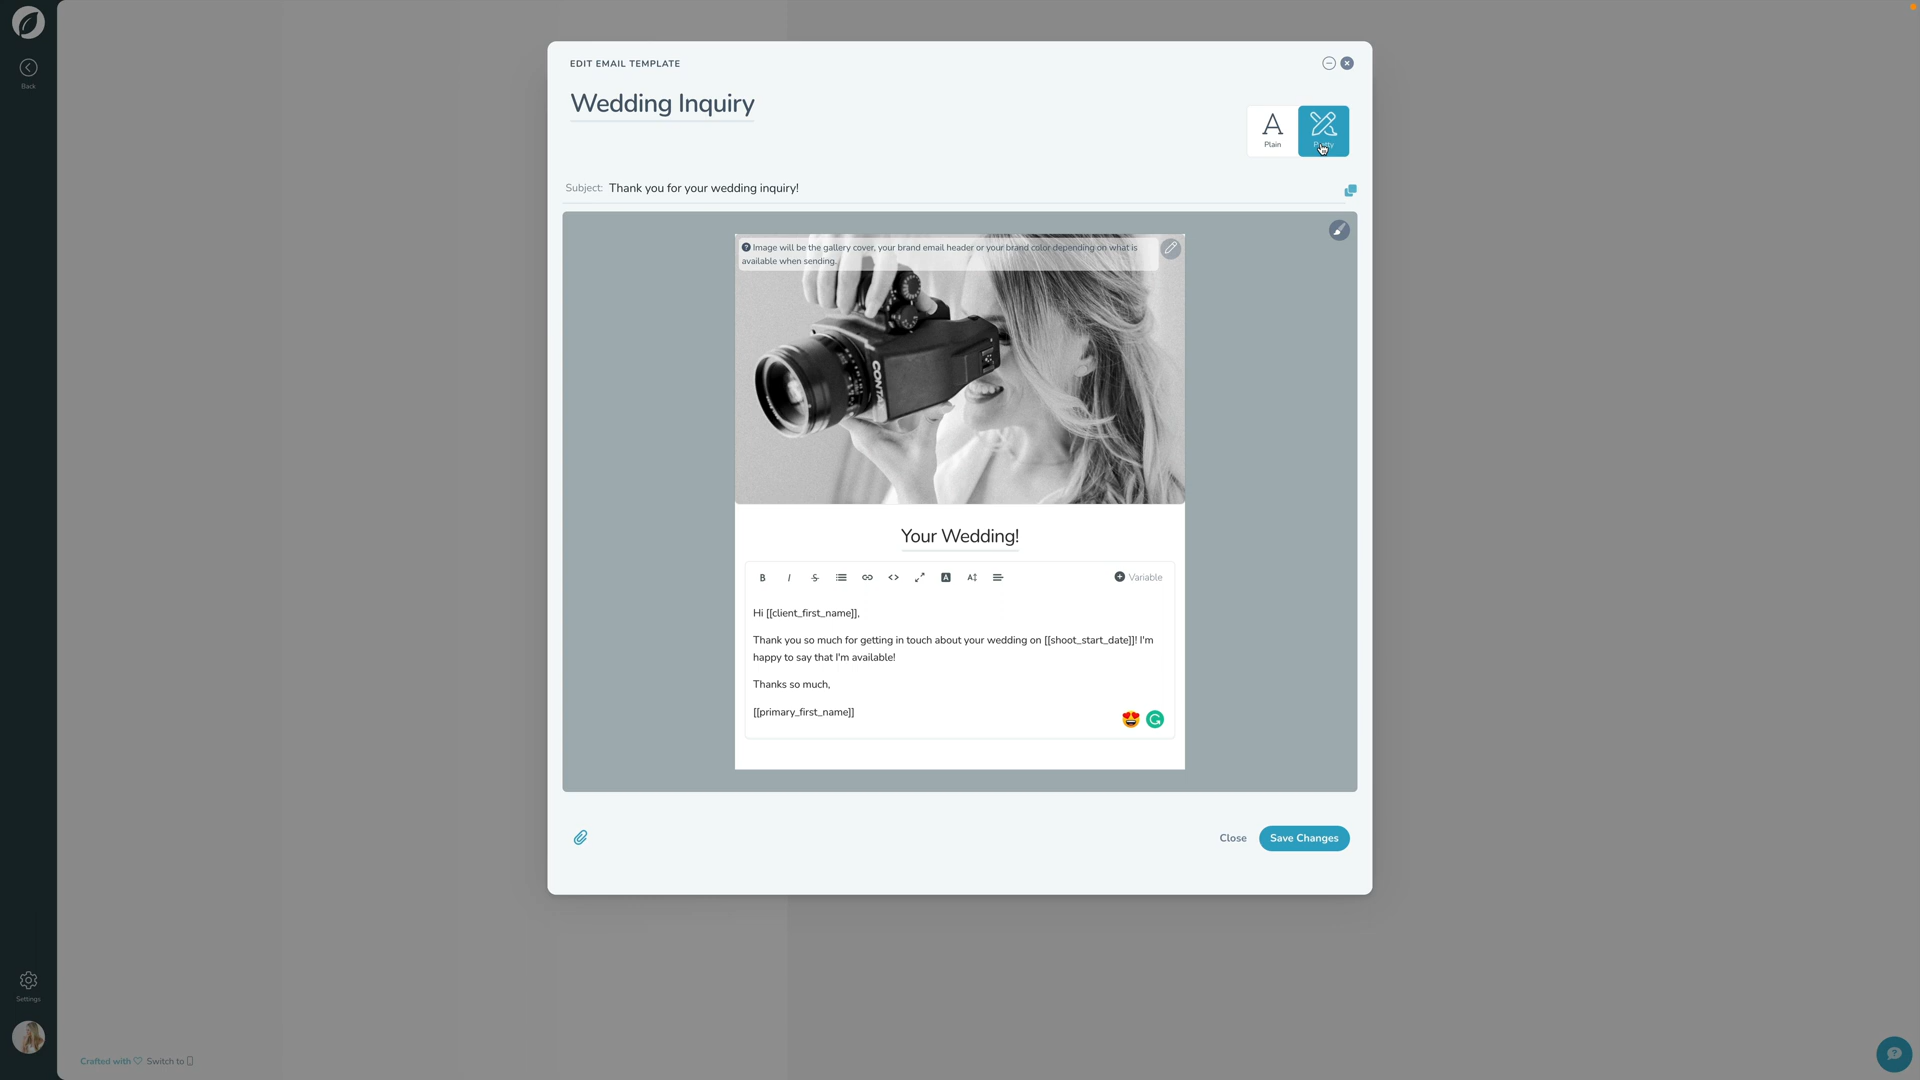 EDIT EMAIL TEMPLATE
Back
Wedding Inquiry
A
Plain
Pretty
Subject: Thank you for your wedding inquiry!
Image will be the gallery cover, your brand email header or your brand color depending on what is
available when sending.
CONTA
Your Wedding!
B I S <> A A Variable
Hi [[client_first_name]],
Thank you so much for getting in touch about your wedding on [[shoot_start_date]]! I'm
happy to say that I'm available!
Thanks so much,
[[primary_first_name]]
Close Save Changes
Settings
Crafted with ♡ Switch to